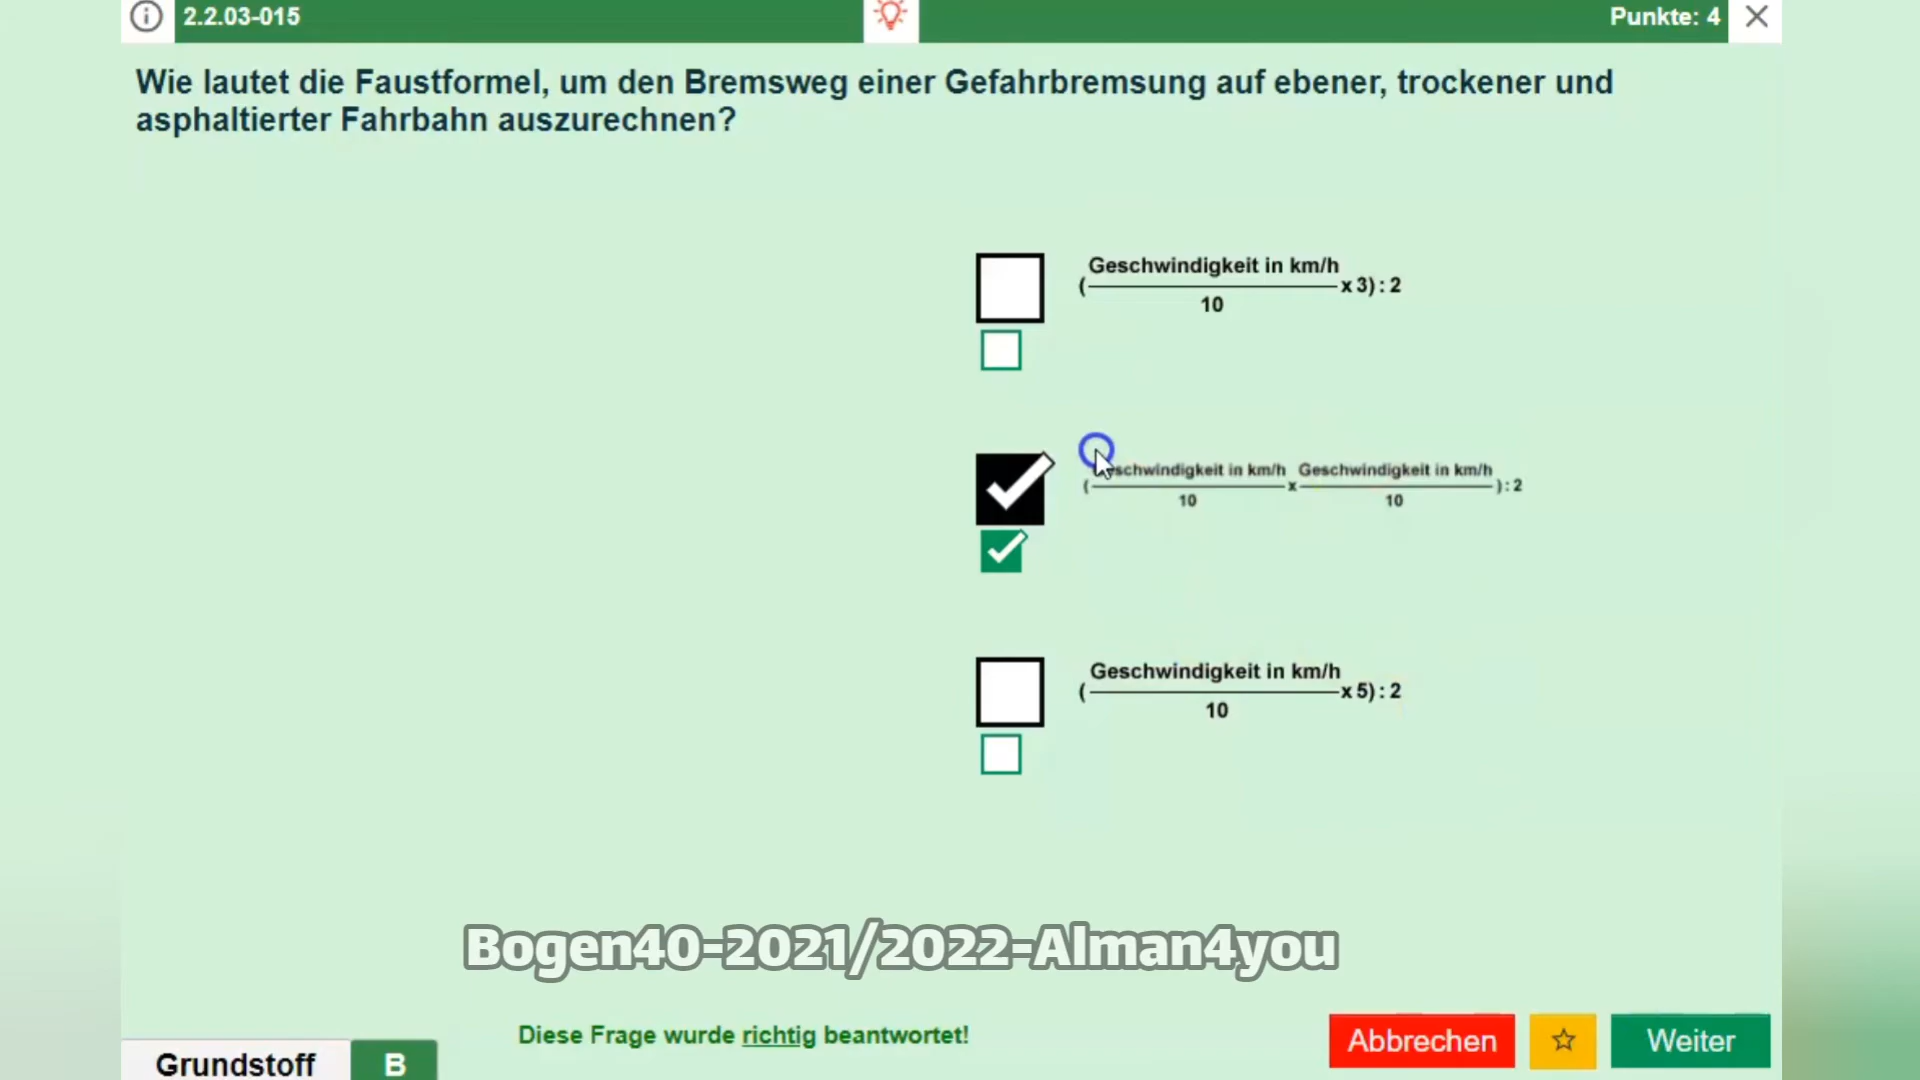 2.2.03-015
Punkte: 4
Wie lautet die Faustformel, um den Bremsweg einer Gefahrbremsung auf ebener, trockener und
asphaltierter Fahrbahn auszurechnen?
Geschwindigkeit in km/h
( x 3) : 2
10
schwindigkeit in km/h Geschwindigkeit in km/h
( x ) : 2
10 10
Geschwindigkeit in km/h
( x 5) : 2
10
Bogen40-2021/2022-Alman4you
Diese Frage wurde richtig beantwortet!
Abbrechen
☆
Weiter
Grundstoff
B